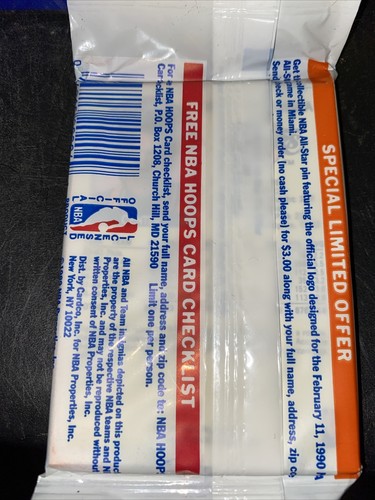 SPECIAL LIMITED OFFER
Get collectible NBA All-Star pin featuring the official logo designed for the February 11, 1990 N
All-S ame in Miami.
Send eck or money order (no cash please) for $3.00 along with your full name, address, zip co
FREE NBA HOOPS CARD CHECKLIST
For a NBA HOOPS Card checklist, send your full name, address and zip code to: NBA HOOP
Car ecklist, P.O. Box 1208, Church Hill, MD 21590 Limit one per person.
OFFICIAL
NBA
LICENSED
PRODUCT
All NBA and Team insignias depicted on this produc
are the property of the respective NBA teams and N
Properties, Inc. and may not be reproduced without
written consent of NBA Properties, Inc.
Dist. by Cardco, Inc. for NBA Properties, Inc.
New York, NY 10022